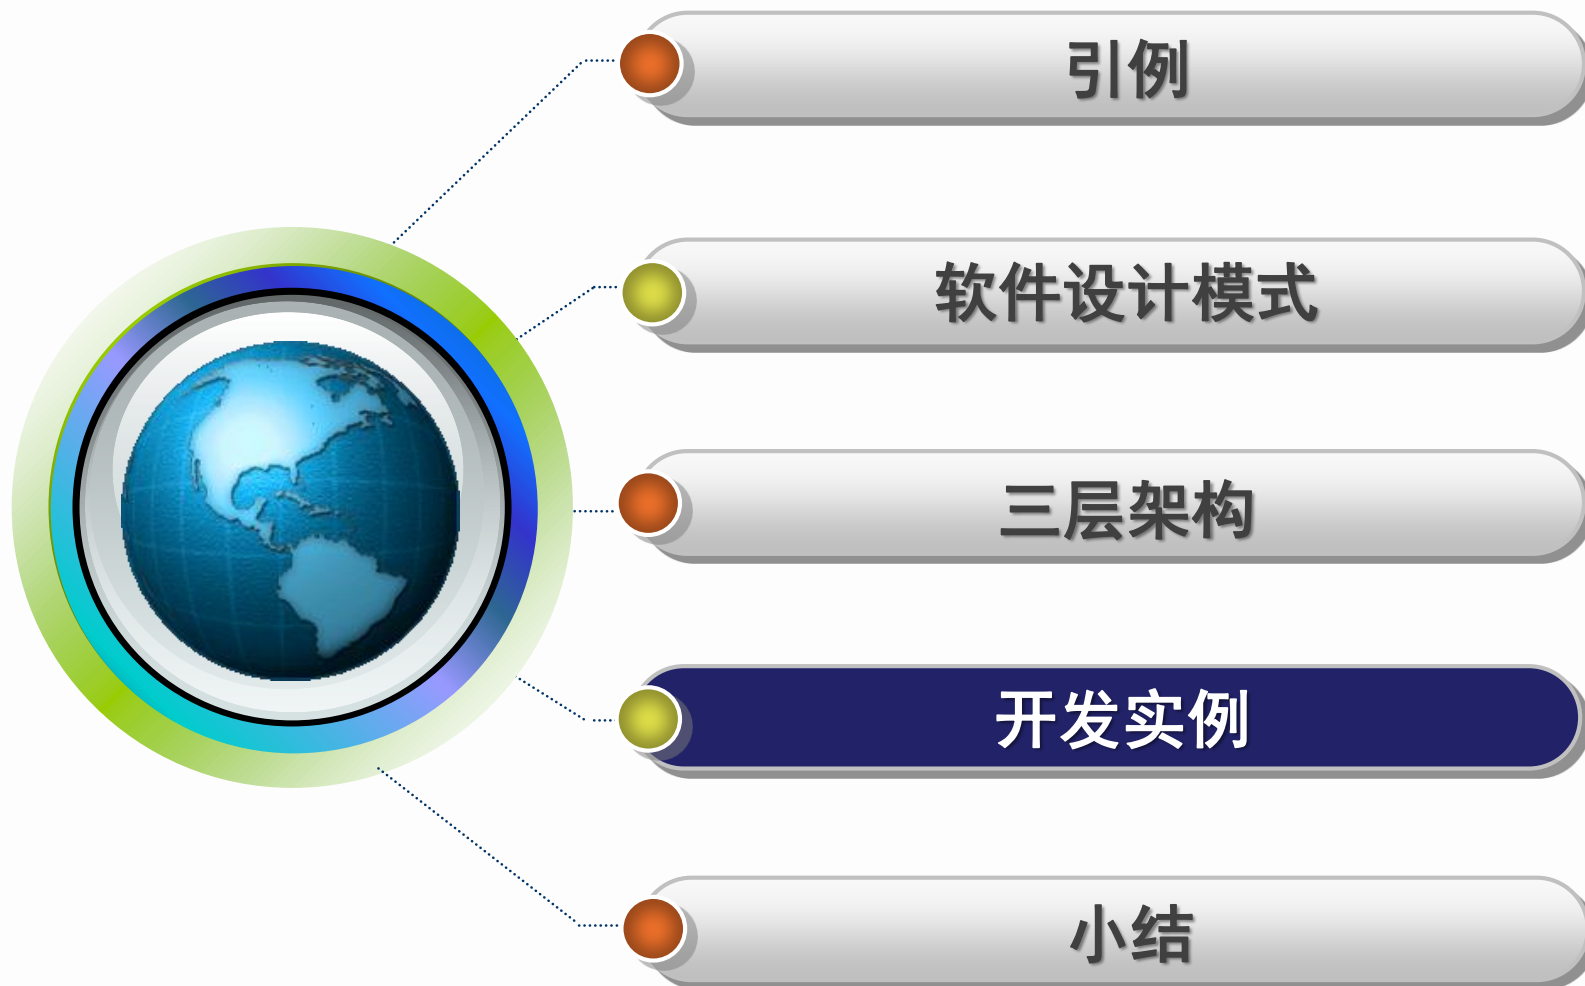 引例
软件设计模式
三层架构
开发实例
小结